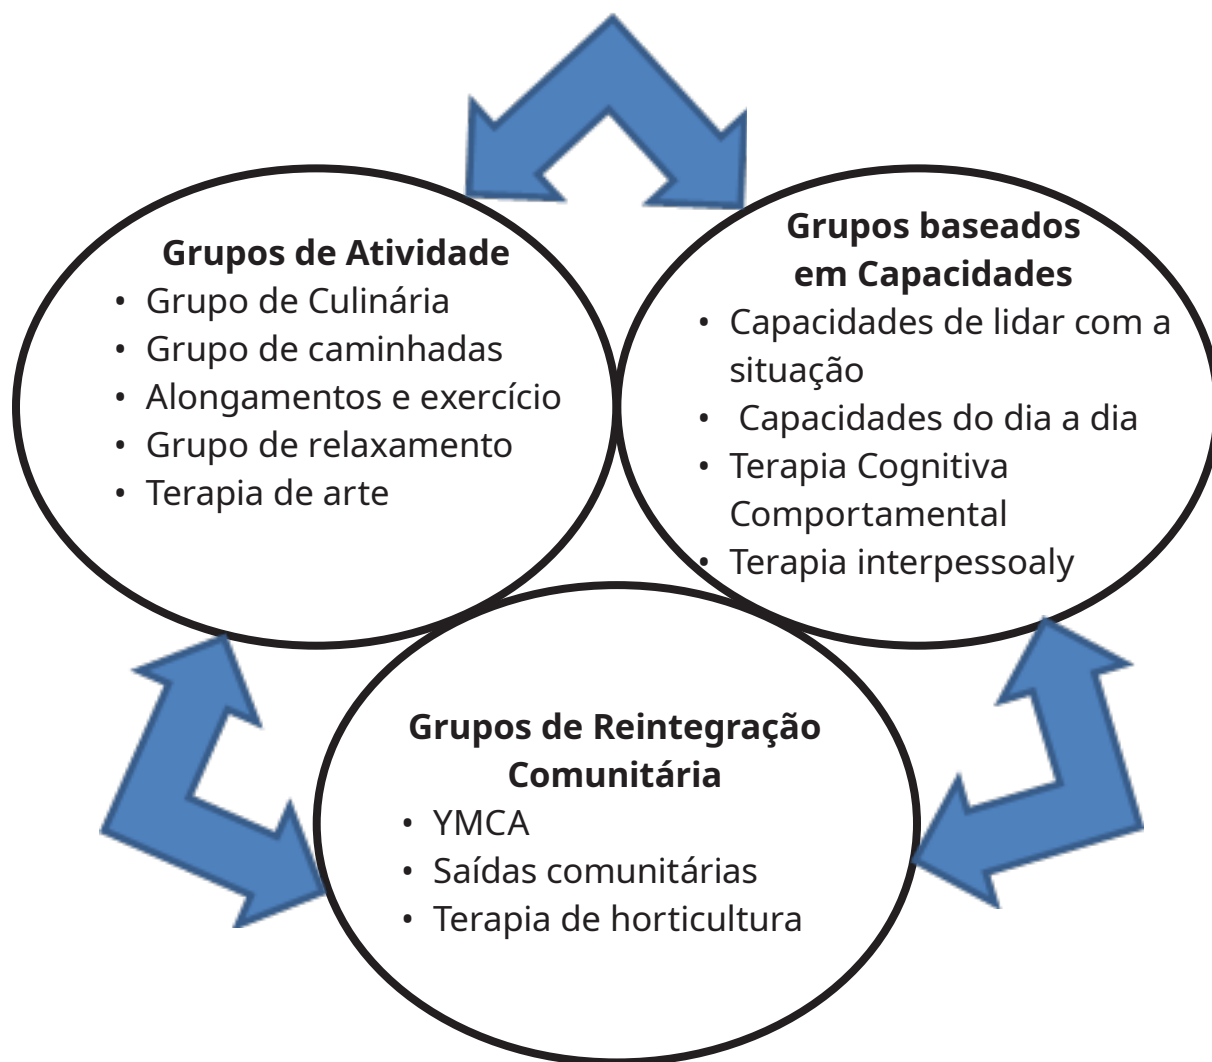 Grupos de Atividade
• Grupo de Culinária
• Grupo de caminhadas
• Alongamentos e exercício
• Grupo de relaxamento
• Terapia de arte
Grupos baseados
em Capacidades
• Capacidades de lidar com a
situação
• Capacidades do dia a dia
• Terapia Cognitiva
Comportamental
• Terapia interpessoaly
Grupos de Reintegração
Comunitária
• YMCA
• Saídas comunitárias
• Terapia de horticultura